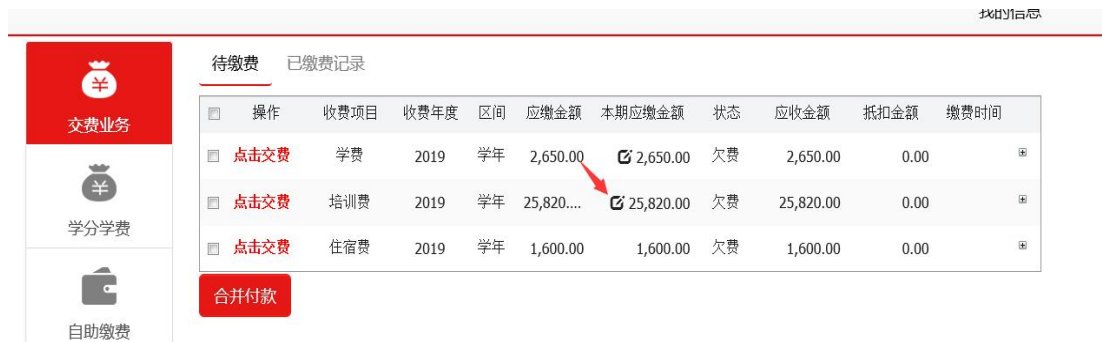 我的信息
待缴费 已缴费记录
交费业务
操作 收费项目 收费年度 区间 应缴金额 本期应缴金额 状态 应收金额 抵扣金额 缴费时间
点击交费 学费 2019 学年 2,650.00 2,650.00 欠费 2,650.00 0.00
点击交费 培训费 2019 学年 25,820.... 25,820.00 欠费 25,820.00 0.00
学分学费
点击交费 住宿费 2019 学年 1,600.00 1,600.00 欠费 1,600.00 0.00
合并付款
自助缴费